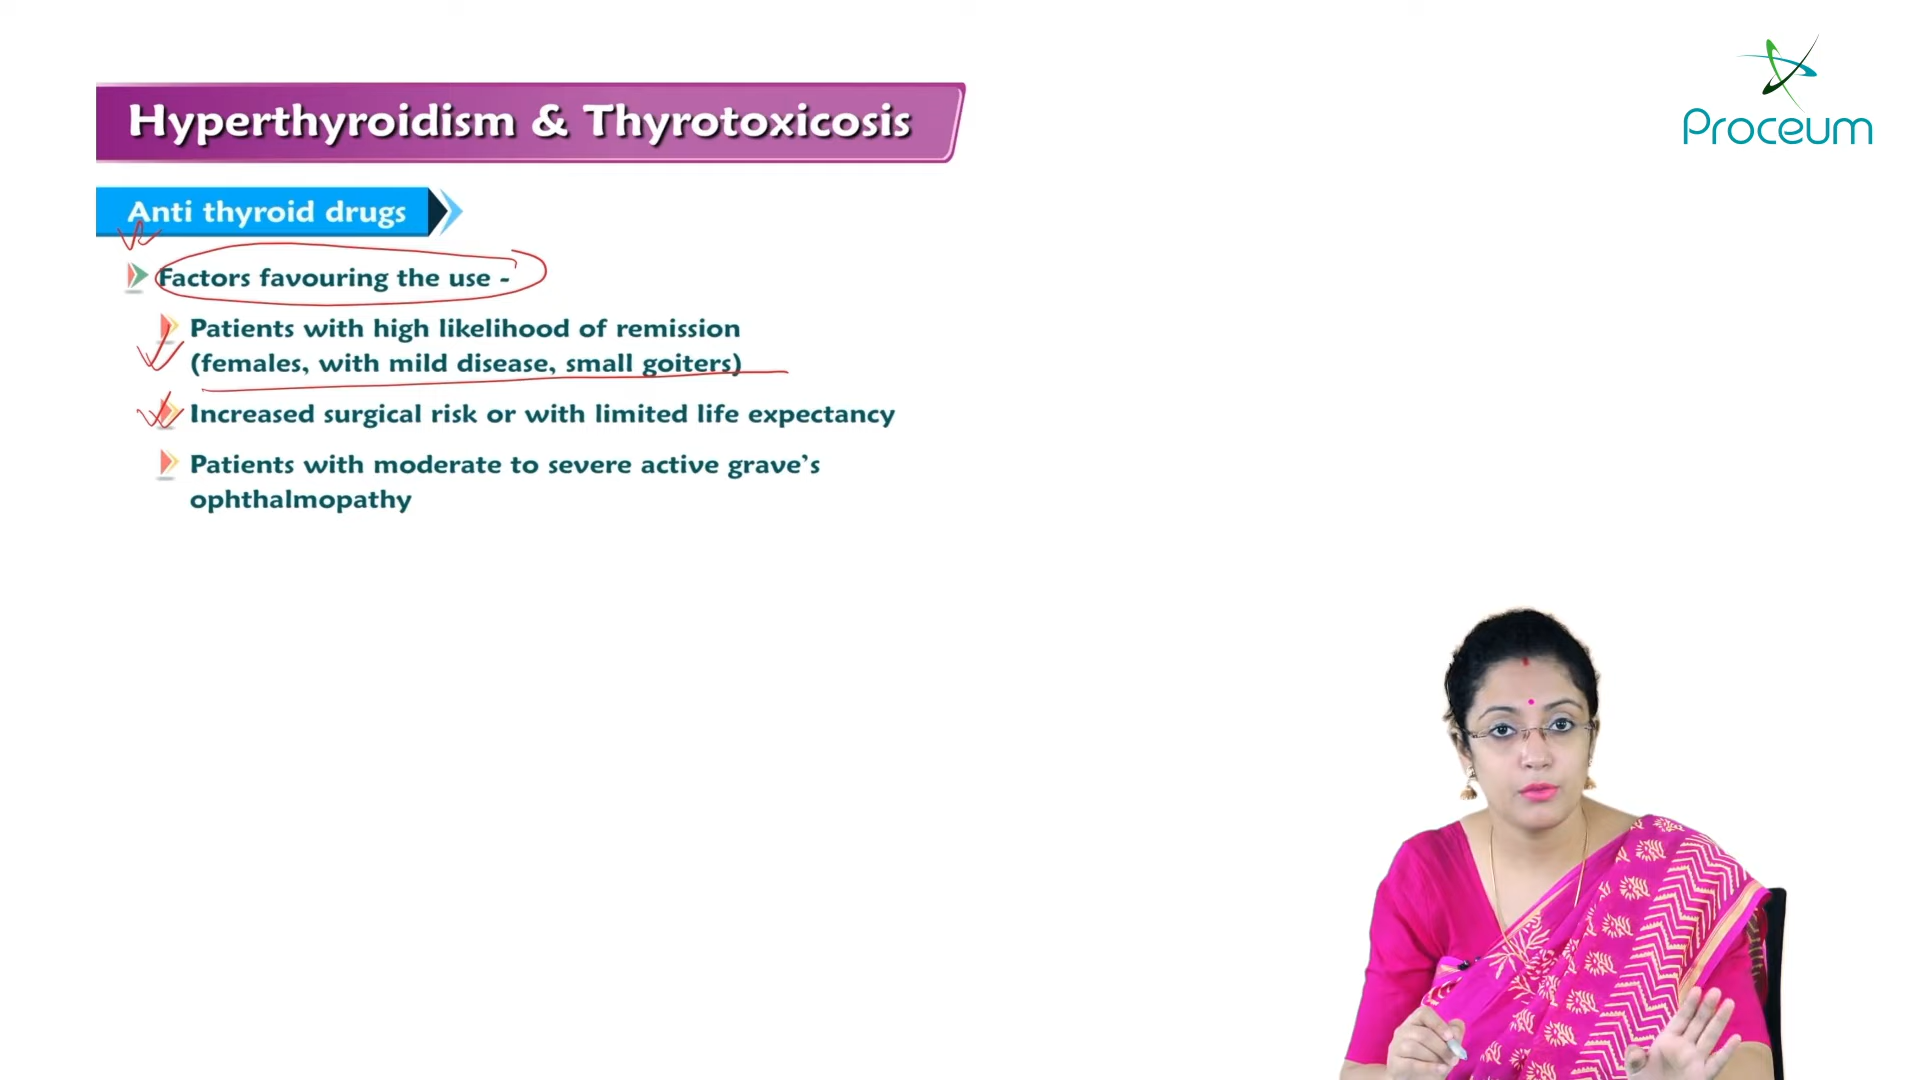 Proceum
Hyperthyroidism & Thyrotoxicosis
Anti thyroid drugs
Factors favouring the use -
Patients with high likelihood of remission
(females, with mild disease, small goiters)
Increased surgical risk or with limited life expectancy
Patients with moderate to severe active grave's
ophthalmopathy